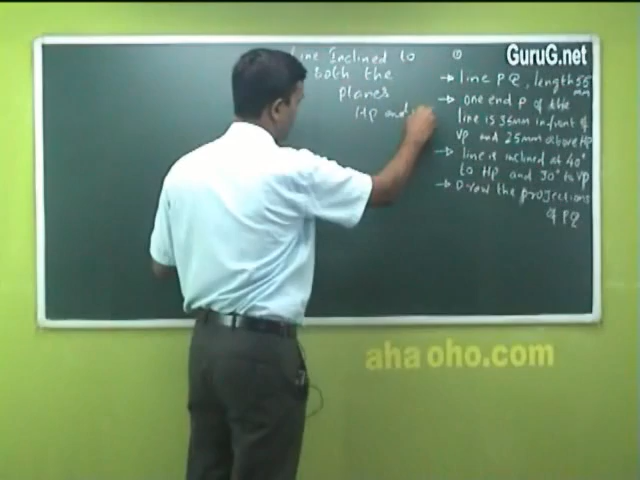 Line Inclined to
both the
planes
HP and
①
GuruG.net
→ line PQ, length 55
mm
→ one end P of the
line is 35mm infront of
VP and 25mm above HP
→ line is inclined at 40°
to HP and 30° to VP
→ Draw the projections
of PQ
aha oho.com